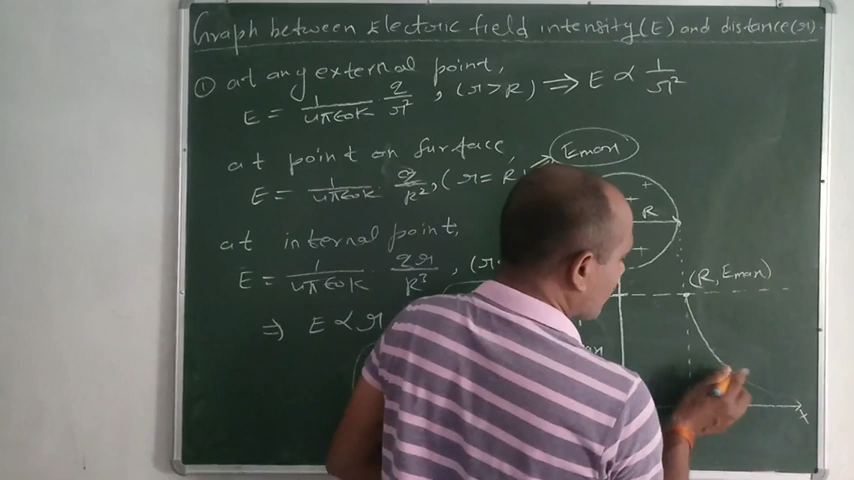 Graph between Electric field intensity (E) and distance (r).
① at any external point,
E = 1/4πε0K q/r², (r>R) ⇒ E ∝ 1/r²
at point on surface,
E = 1/4πε0K q/R², (r=R) ⇒ Emax
at internal point,
E = 1/4πε0K qr/R³, (r
⇒ E ∝ r
+
+
R
+
(R, Emax)
x